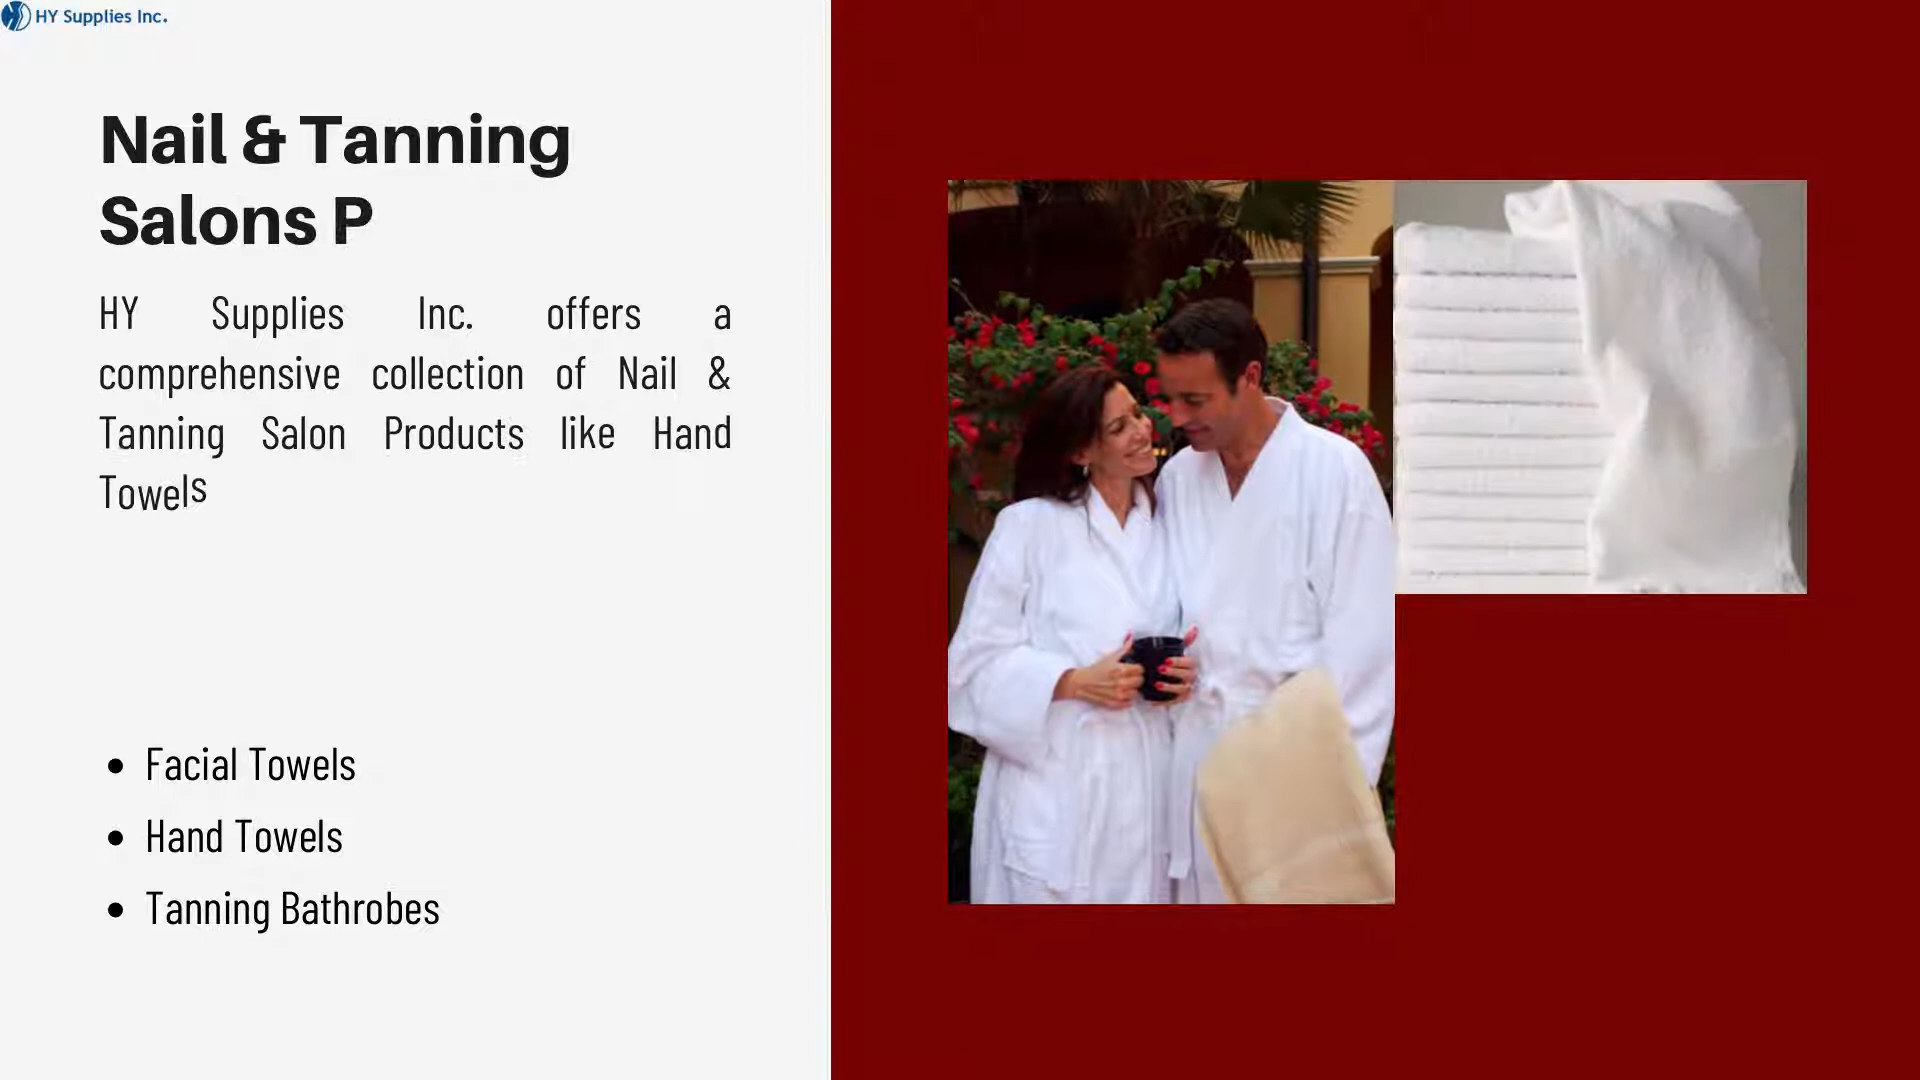 HY Supplies Inc.
Nail & Tanning
Salons P
HY Supplies Inc. offers a
comprehensive collection of Nail &
Tanning Salon Products like Hand
Towels
• Facial Towels
• Hand Towels
• Tanning Bathrobes